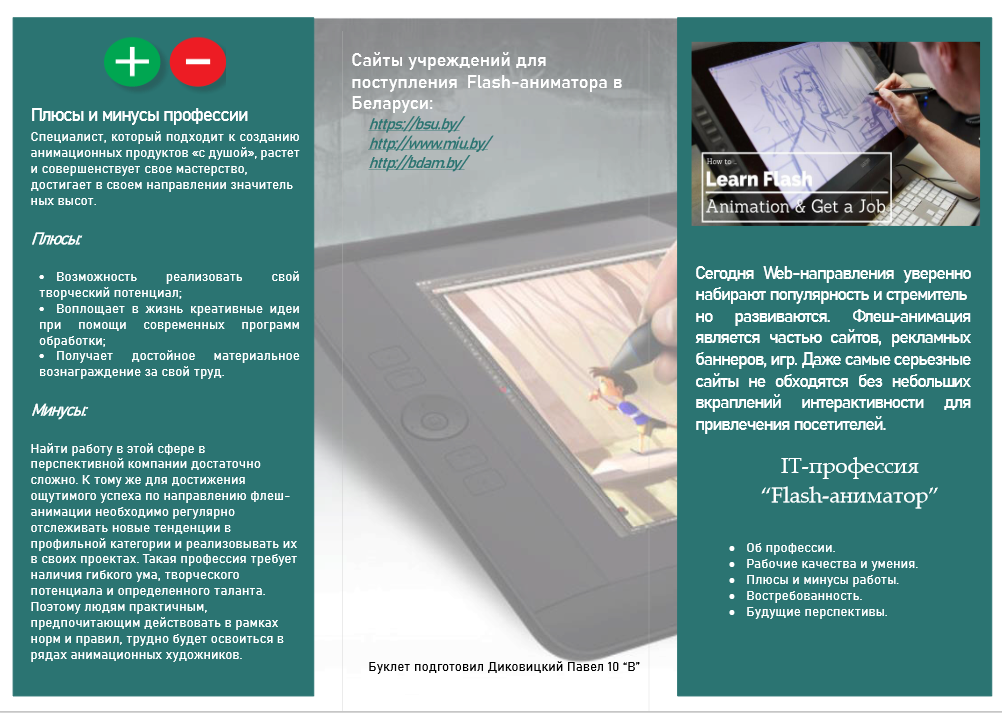 Плюсы и минусы профессии
Специалист, который подходит к созданию
анимационных продуктов «с душой», растет
и совершенствует свое мастерство,
достигает в своем направлении значитель
ных высот.
Плюсы:
• Возможность реализовать свой
творческий потенциал;
• Воплощает в жизнь креативные идеи
при помощи современных программ
обработки;
• Получает достойное материальное
вознаграждение за свой труд.
Минусы:
Найти работу в этой сфере в
перспективной компании достаточно
сложно. К тому же для достижения
ощутимого успеха по направлению флеш-
анимации необходимо регулярно
отслеживать новые тенденции в
профильной категории и реализовывать их
в своих проектах. Такая профессия требует
наличия гибкого ума, творческого
потенциала и определенного таланта.
Поэтому людям практичным,
предпочитающим действовать в рамках
норм и правил, трудно будет освоиться в
рядах анимационных художников.
Сайты учреждений для
поступления Flash-аниматора в
Беларуси:
https://bsu.by/
http://www.miu.by/
http://bdam.by/
Буклет подготовил Диковицкий Павел 10 “В”
How to...
Learn Flash
Animation & Get a Job
Сегодня Web-направления уверенно
набирают популярность и стремитель
но развиваются. Флеш-анимация
является частью сайтов, рекламных
баннеров, игр. Даже самые серьезные
сайты не обходятся без небольших
вкраплений интерактивности для
привлечения посетителей.
IT-профессия
“Flash-аниматор”
• Об профессии.
• Рабочие качества и умения.
• Плюсы и минусы работы.
• Востребованность.
• Будущие перспективы.